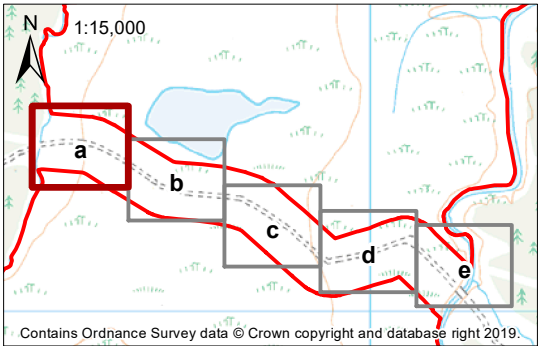 N
1:15,000
a
b
c
d
e
Contains Ordnance Survey data © Crown copyright and database right 2019.